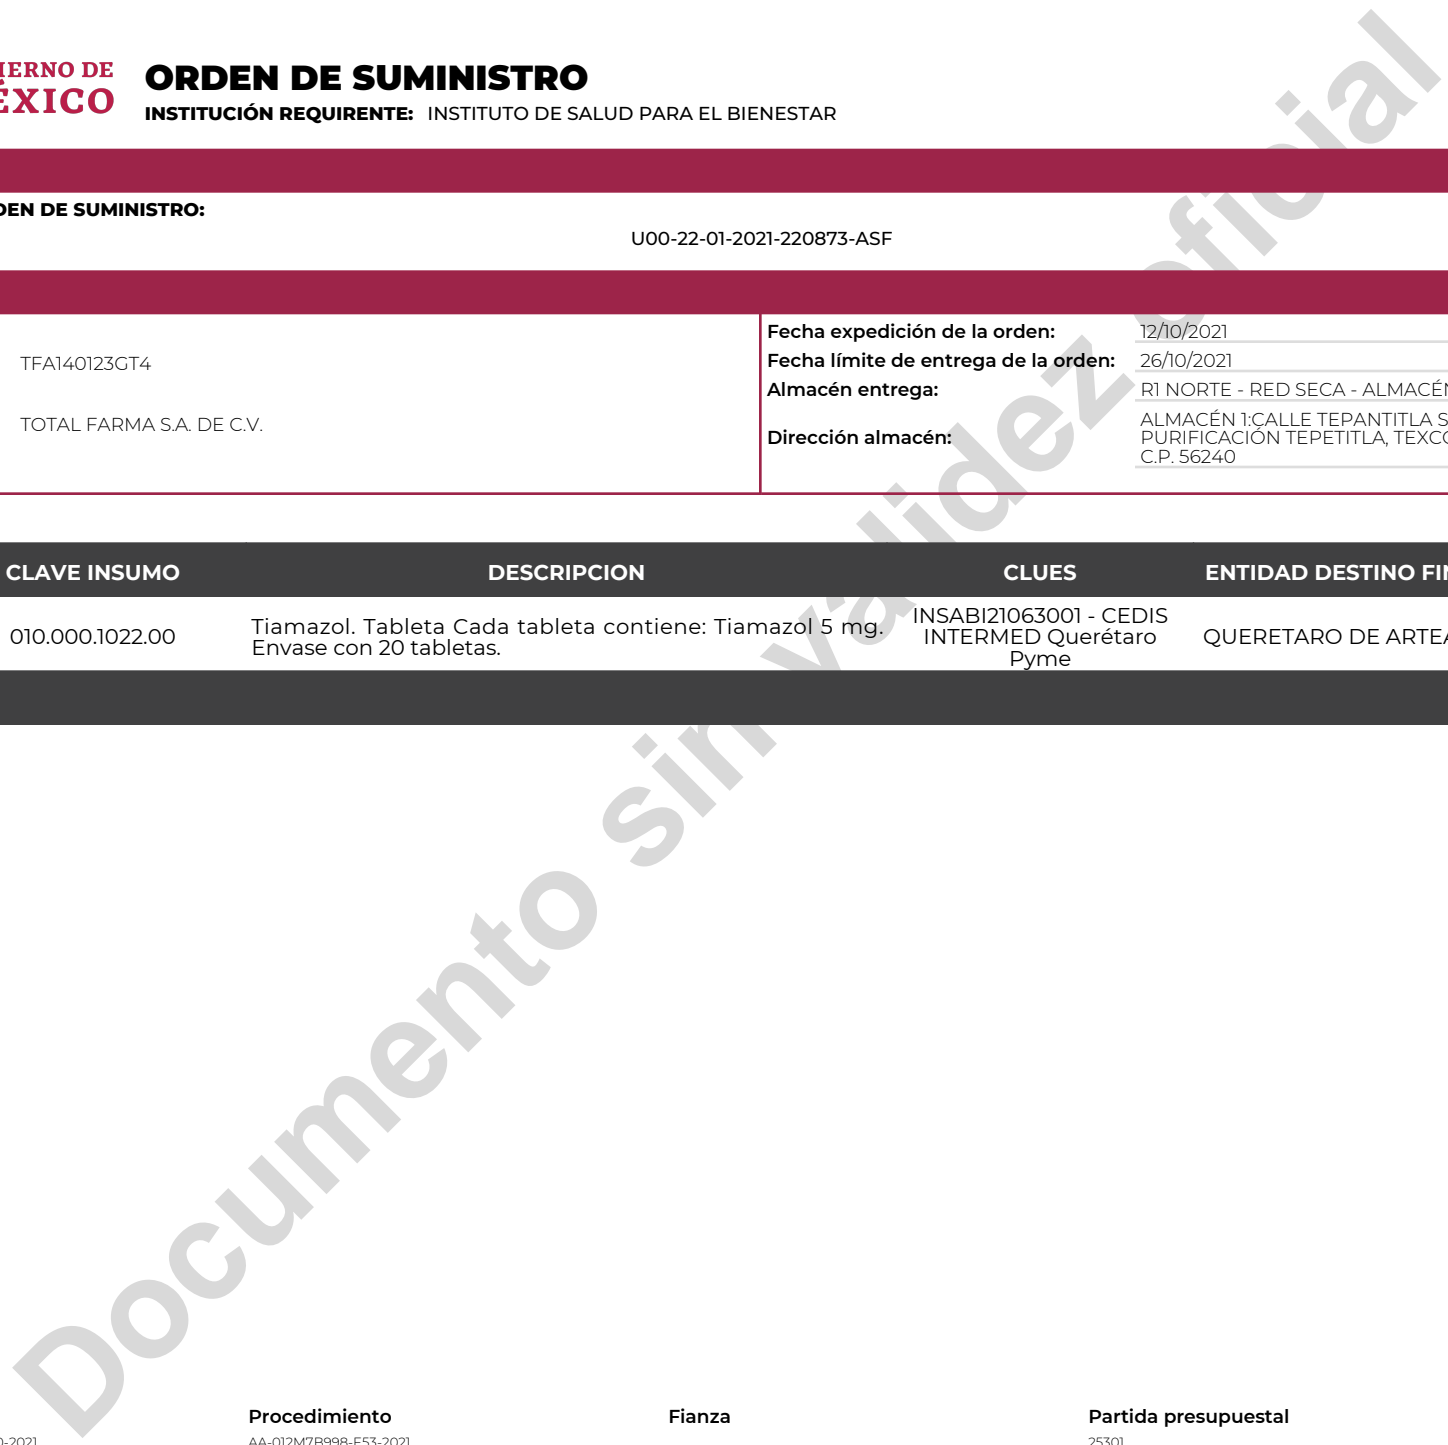 IERNO DE
ÉXICO
ORDEN DE SUMINISTRO
INSTITUCIÓN REQUIRENTE: INSTITUTO DE SALUD PARA EL BIENESTAR
DEN DE SUMINISTRO:
U00-22-01-2021-220873-ASF
TFA140123GT4
TOTAL FARMA S.A. DE C.V.
Fecha expedición de la orden: 12/10/2021
Fecha límite de entrega de la orden: 26/10/2021
Almacén entrega: R1 NORTE - RED SECA - ALMACÉN
Dirección almacén:
ALMACÉN 1:CALLE TEPANTITLA S
PURIFICACIÓN TEPETITLA, TEXCO
C.P. 56240
CLAVE INSUMO DESCRIPCION CLUES ENTIDAD DESTINO FIN
010.000.1022.00
Tiamazol. Tableta Cada tableta contiene: Tiamazol 5 mg.
Envase con 20 tabletas.
INSABI21063001 - CEDIS
INTERMED Querétaro
Pyme
QUERETARO DE ARTEA
Documento sin validez oficial
Procedimiento Fianza Partida presupuestal
0-2021 AA-012M7B998-E53-2021 25301